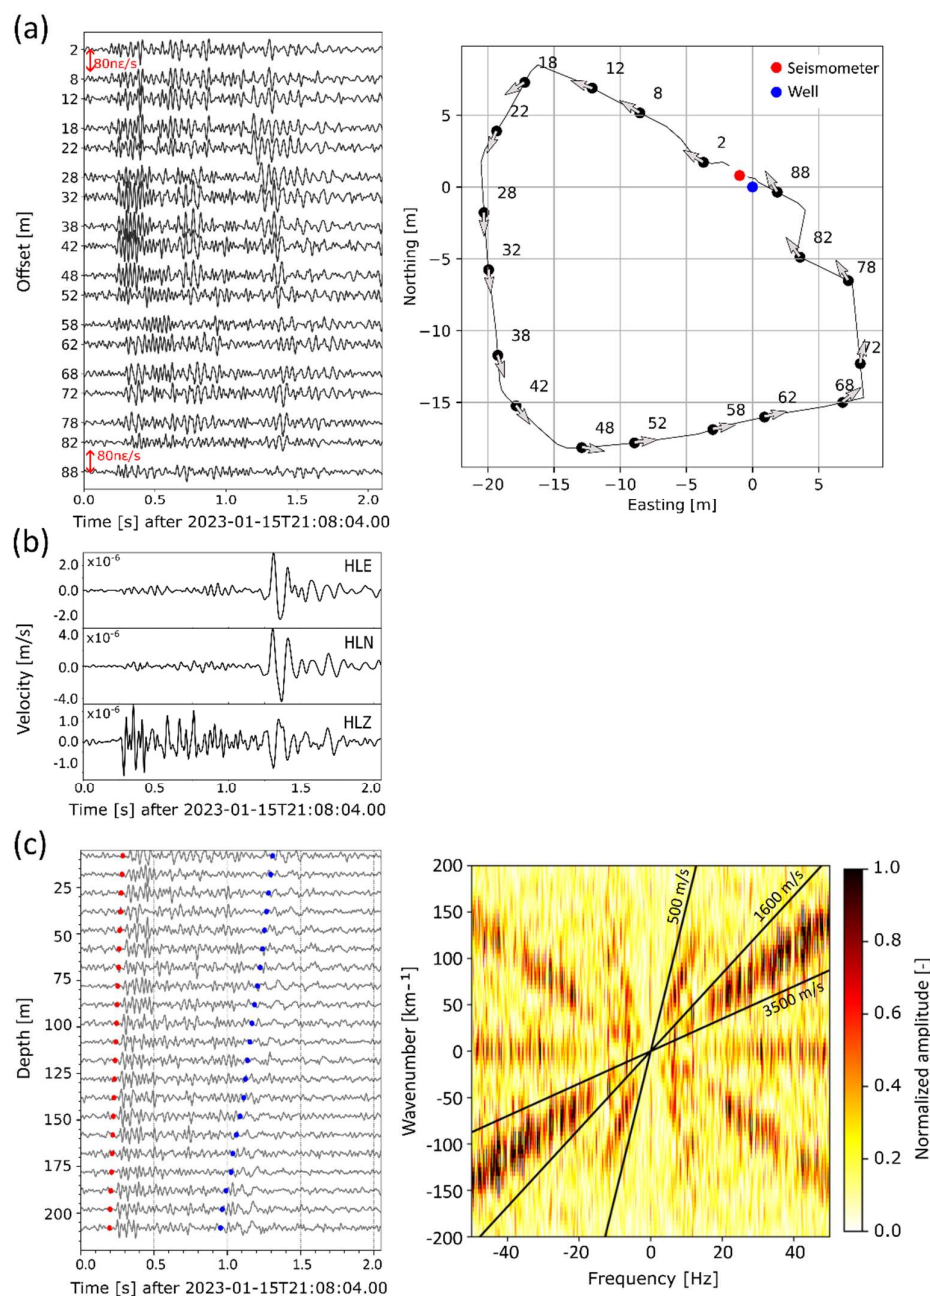 (a)
2
80nε/s
8
12
18
22
28
32
38
42
48
52
58
62
68
72
78
82
80nε/s
88
Offset [m]
0.0 0.5 1.0 1.5 2.0
Time [s] after 2023-01-15T21:08:04.00
Seismometer
Well
18
12
8
22
2
88
28
82
32
78
38
72
42
68
48
52
58
62
5
0
−5
−10
−15
Northing [m]
−20 −15 −10 −5 0 5
Easting [m]
(b)
x10-6
HLE
2.0
0.0
-2.0
x10-6
HLN
4.0
0.0
-4.0
x10-6
HLZ
1.0
0.0
-1.0
Velocity [m/s]
0.0 0.5 1.0 1.5 2.0
Time [s] after 2023-01-15T21:08:04.00
(c)
25
50
75
100
125
150
175
200
Depth [m]
0.0 0.5 1.0 1.5 2.0
Time [s] after 2023-01-15T21:08:04.00
200
150
100
50
0
-50
-100
-150
-200
Wavenumber [km−1]
500 m/s
1600 m/s
3500 m/s
-40 -20 0 20 40
Frequency [Hz]
1.0
0.8
0.6
0.4
0.2
0.0
Normalized amplitude [-]